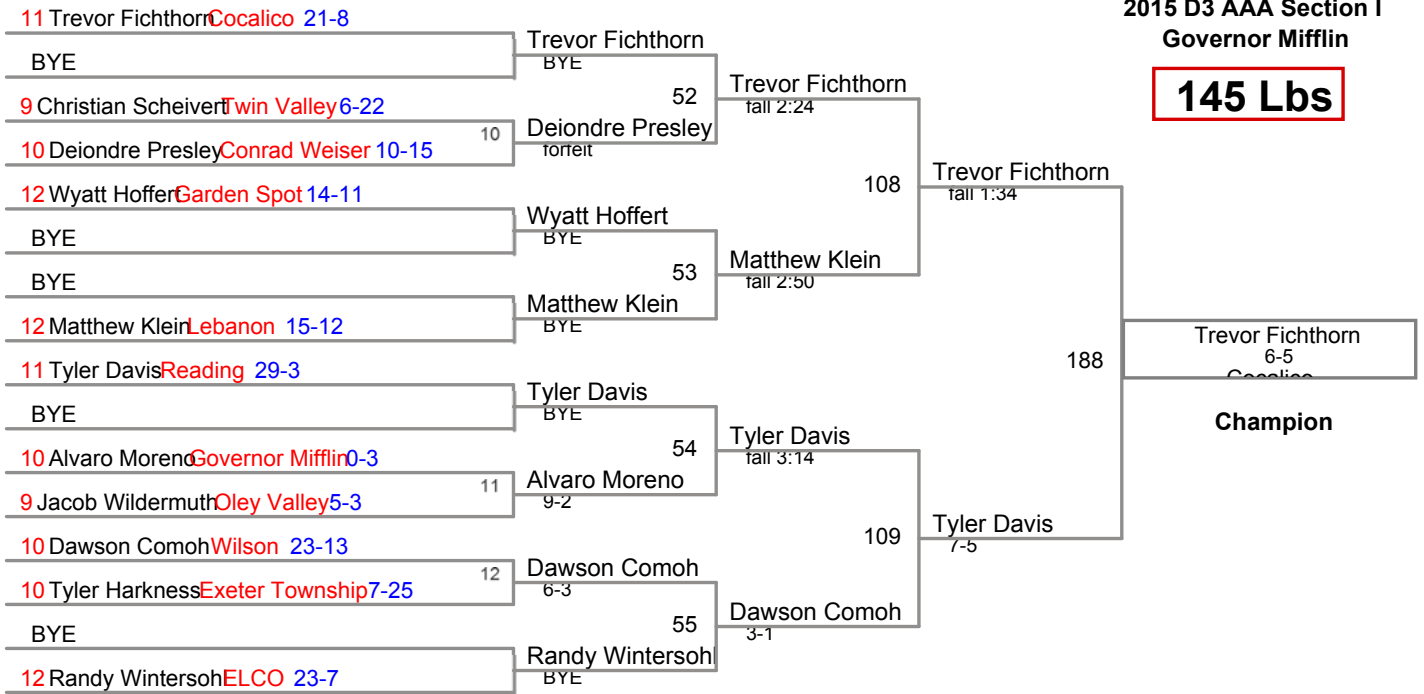 2015 D3 AAA Section I
Governor Mifflin
145 Lbs
11 Trevor Fichthorn Cocalico 21-8
BYE
9 Christian Scheivert Twin Valley 6-22
10 Deiondre Presley Conrad Weiser 10-15
12 Wyatt Hoffert Garden Spot 14-11
BYE
BYE
12 Matthew Klein Lebanon 15-12
11 Tyler Davis Reading 29-3
BYE
10 Alvaro Moreno Governor Mifflin 0-3
9 Jacob Wildermuth Oley Valley 5-3
10 Dawson Comoh Wilson 23-13
10 Tyler Harkness Exeter Township 7-25
BYE
12 Randy Wintersohl ELCO 23-7
10
11
12
Trevor Fichthorn
BYE
Deiondre Presley
forfeit
Wyatt Hoffert
BYE
Matthew Klein
BYE
Tyler Davis
BYE
Alvaro Moreno
9-2
Dawson Comoh
6-3
Randy Wintersohl
BYE
52
53
54
55
Trevor Fichthorn
fall 2:24
Matthew Klein
fall 2:50
Tyler Davis
fall 3:14
Dawson Comoh
3-1
108
109
Trevor Fichthorn
fall 1:34
Tyler Davis
7-5
188
Trevor Fichthorn
6-5
Cocalico
Champion